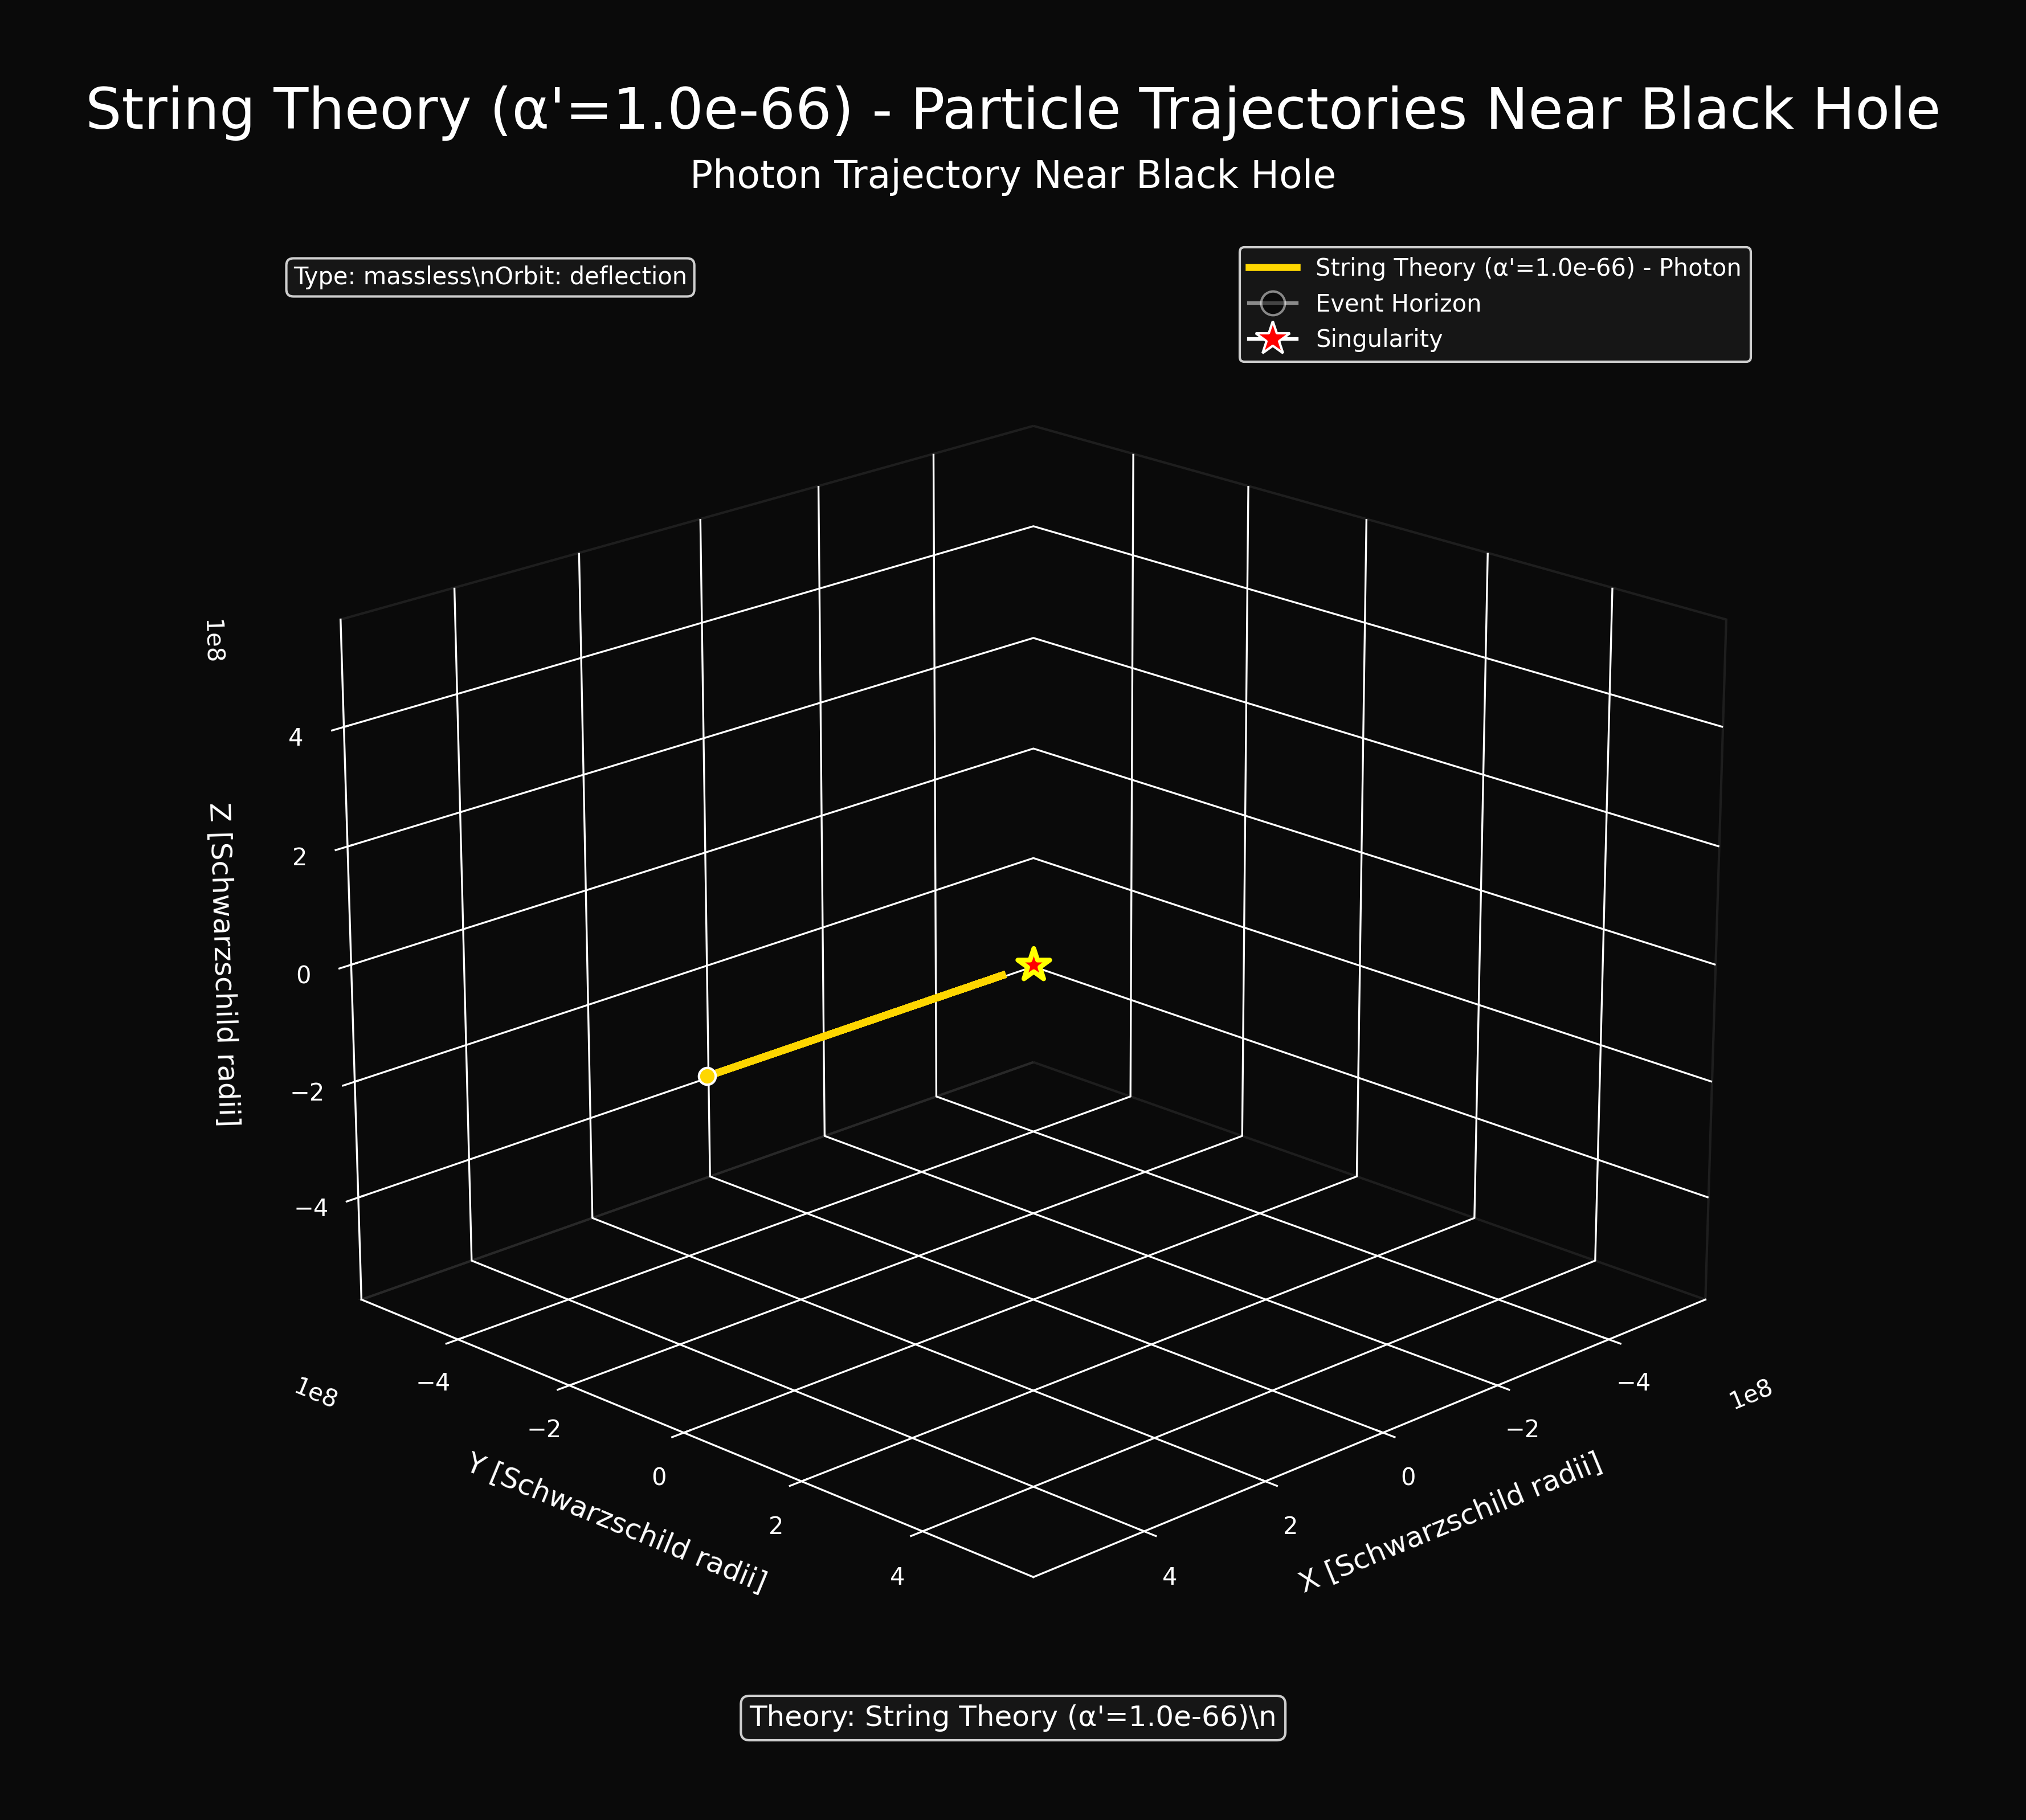 String Theory (α'=1.0e-66) - Particle Trajectories Near Black Hole
Photon Trajectory Near Black Hole
Type: massless\nOrbit: deflection
String Theory (α'=1.0e-66) - Photon
Event Horizon
Singularity
1e8
4
2
0
−2
−4
Z [Schwarzschild radii]
1e8
−4
−2
0
2
4
Y [Schwarzschild radii]
4
2
0
−2
−4
1e8
X [Schwarzschild radii]
Theory: String Theory (α'=1.0e-66)\n